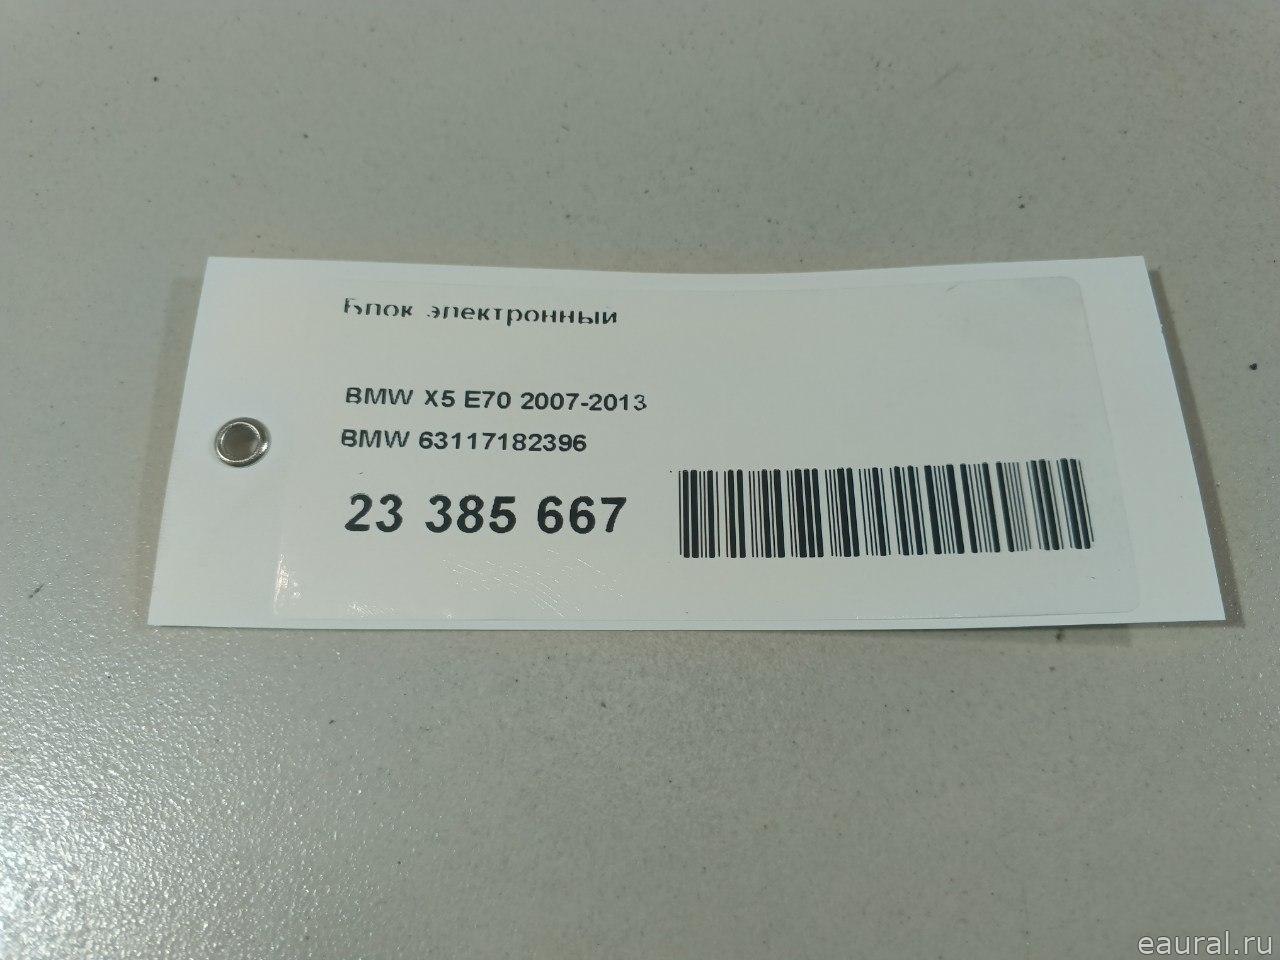 Блок электронный
BMW X5 E70 2007-2013
BMW 63117182396
23 385 667
eaural.ru